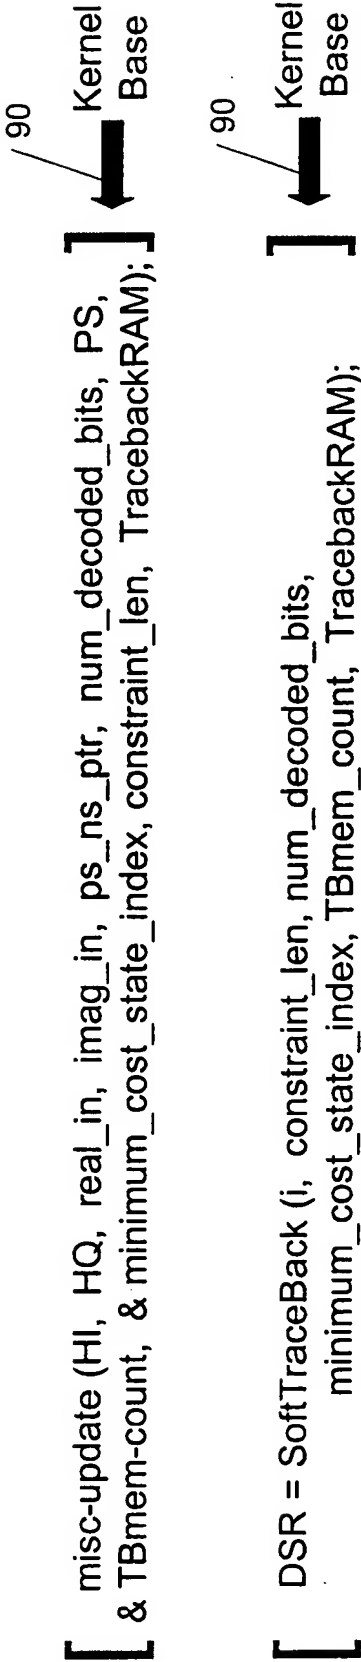 misc-update (HI, HQ, real_in, imag_in, ps_ns_ptr, num_decoded_bits, PS,
& TBmem-count, & minimum_cost_state_index, constraint_len, TracebackRAM);
90
Kernel
Base
DSR = SoftTraceBack (i, constraint_len, num_decoded_bits,
minimum_cost_state_index, TBmem_count, TracebackRAM);
90
Kernel
Base